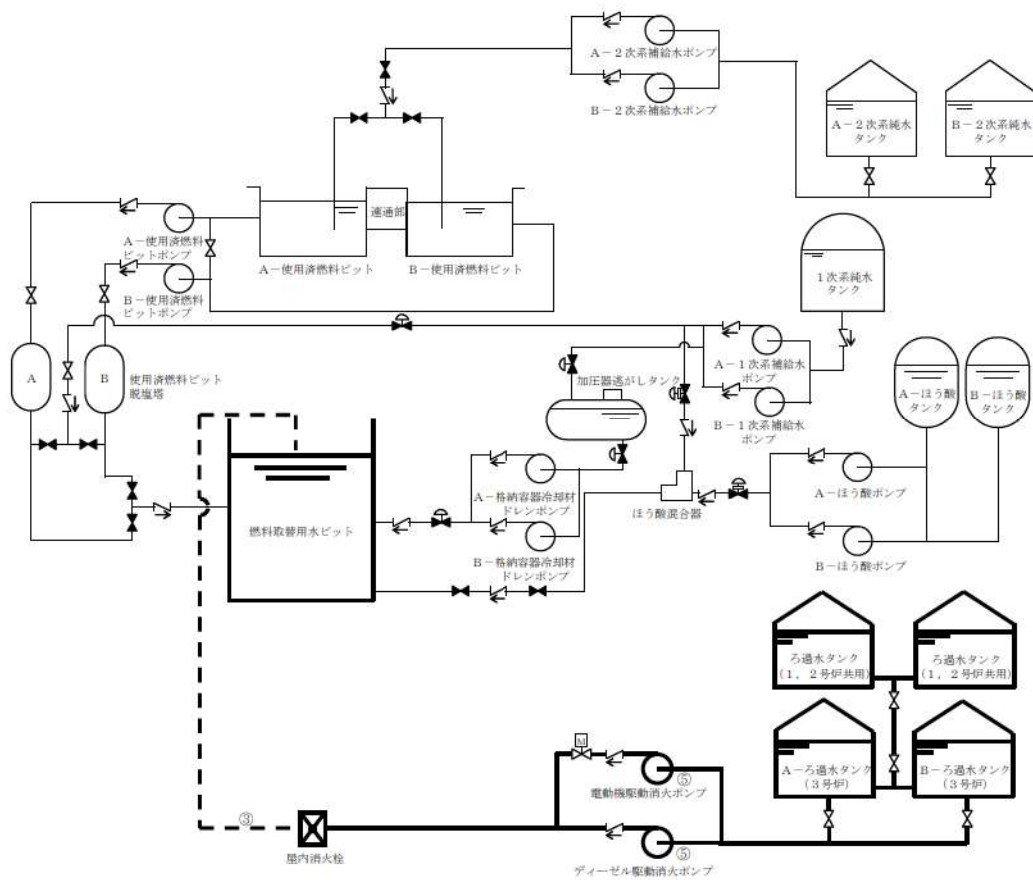 A－2次系補給水ポンプ
B－2次系補給水ポンプ
A－2次系純水
タンク
B－2次系純水
タンク
連通部
A－使用済燃料
ピットポンプ
A－使用済燃料ピット
B－使用済燃料ピット
B－使用済燃料
ピットポンプ
1次系純水
タンク
A
B
使用済燃料ピット
脱塩塔
加圧器逃がしタンク
A－1次系補給水
ポンプ
B－1次系補給水
ポンプ
A－ほう酸
タンク
B－ほう酸
タンク
A－格納容器冷却材
ドレンポンプ
ほう酸混合器
A－ほう酸ポンプ
燃料取替用水ピット
B－格納容器冷却材
ドレンポンプ
B－ほう酸ポンプ
ろ過水タンク
(1，2号炉共用)
ろ過水タンク
(1，2号炉共用)
M
A－ろ過水タンク
(3号炉)
B－ろ過水タンク
(3号炉)
⑤
電動機駆動消火ポンプ
③
屋内消火栓
⑤
ディーゼル駆動消火ポンプ